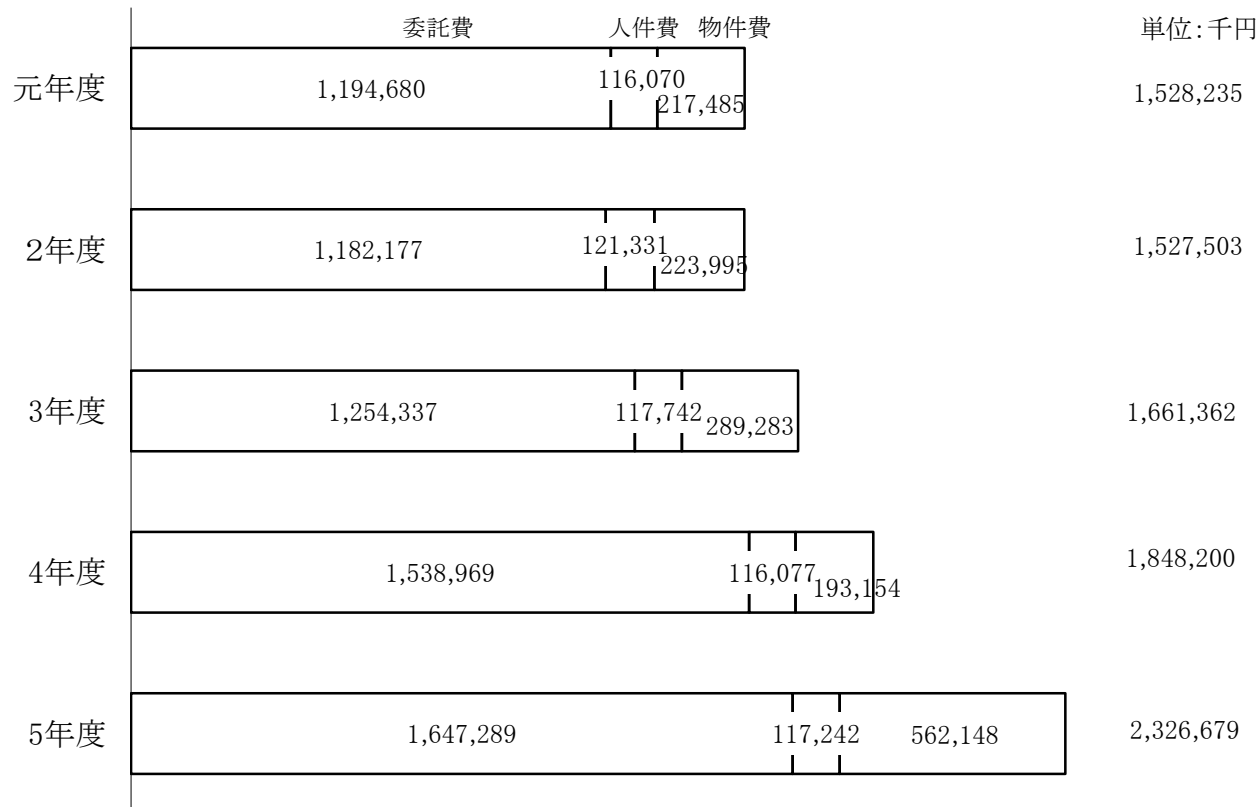 委託費 人件費 物件費 単位:千円
元年度 1,194,680 116,070 217,485 1,528,235
2年度 1,182,177 121,331 223,995 1,527,503
3年度 1,254,337 117,742 289,283 1,661,362
4年度 1,538,969 116,077 193,154 1,848,200
5年度 1,647,289 117,242 562,148 2,326,679